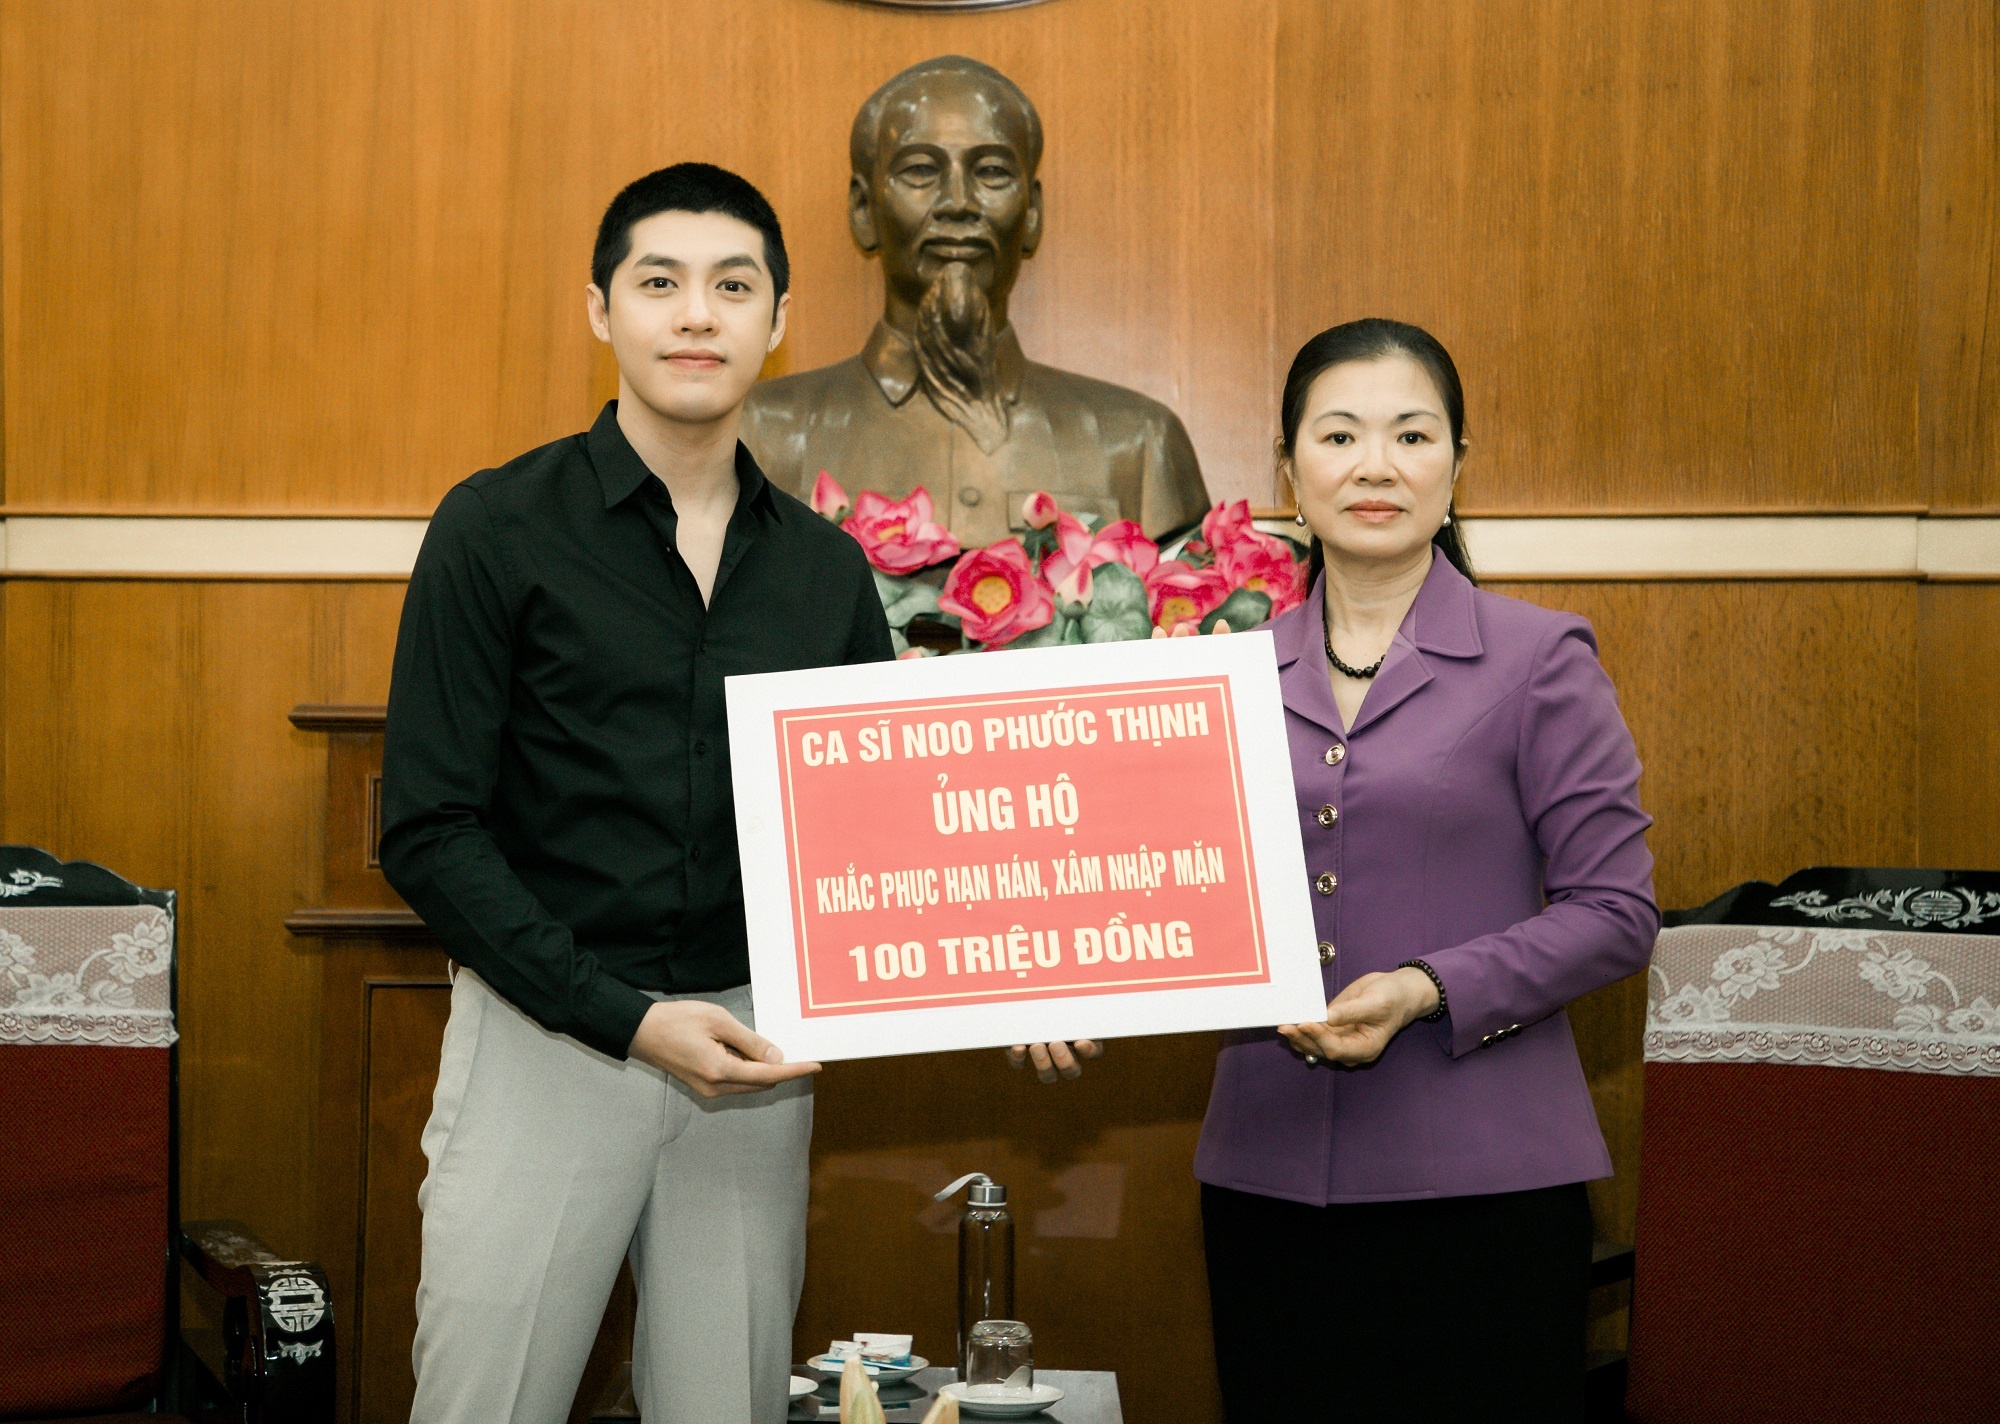 CA SĨ NOO PHƯỚC THỊNH
ỦNG HỘ
KHẮC PHỤC HẠN HÁN, XÂM NHẬP MẶN
100 TRIỆU ĐỒNG